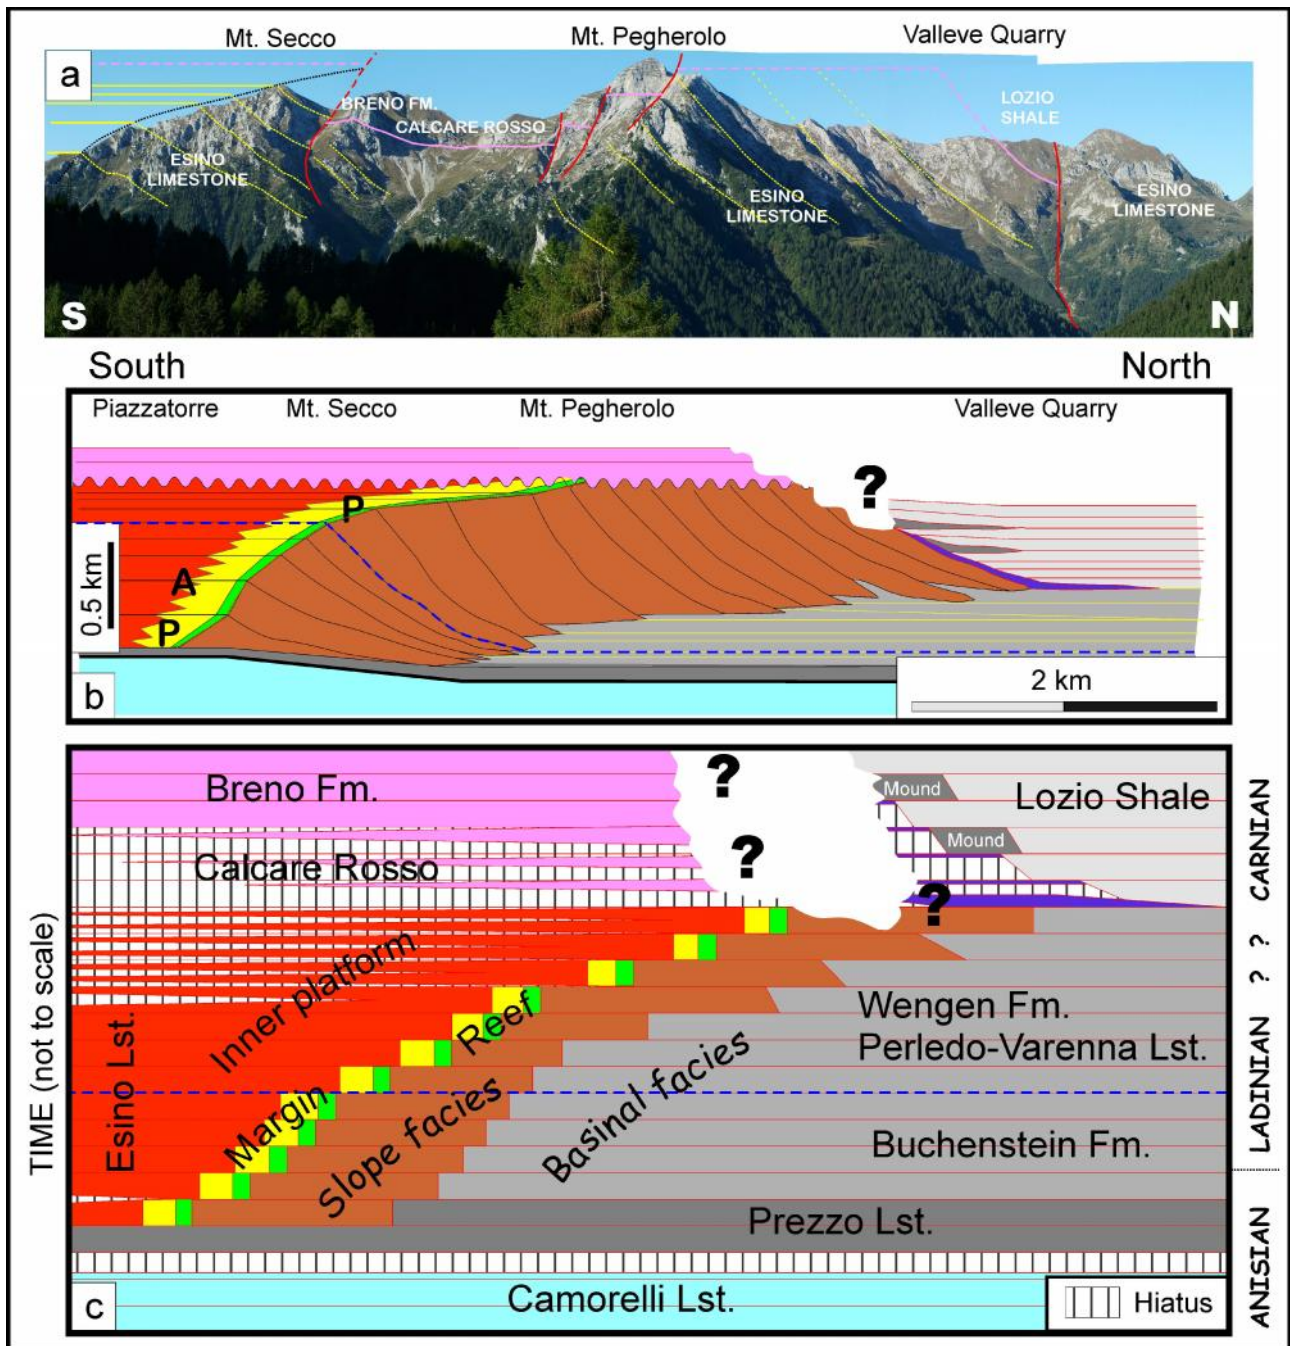 Mt. Secco
Mt. Pegherolo
Valleve Quarry
a
BRENO FM.
CALCARE ROSSO
LOZIO
SHALE
ESINO
LIMESTONE
ESINO
LIMESTONE
ESINO
LIMESTONE
S
N
South
North
Piazzatorre
Mt. Secco
Mt. Pegherolo
Valleve Quarry
?
P
A
P
0.5 km
b
2 km
Breno Fm.
?
Mound
Lozio Shale
Calcare Rosso
?
Mound
?
Inner platform
Reef
Wengen Fm.
Perledo-Varenna Lst.
Esino Lst.
Margin
Slope facies
Basinal facies
Buchenstein Fm.
Prezzo Lst.
Camorelli Lst.
c
Hiatus
TIME (not to scale)
CARNIAN
?
?
LADINIAN
ANISIAN